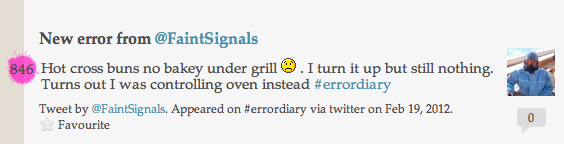 New error from @FaintSignals
846 Hot cross buns no bakey under grill . I turn it up but still nothing.
Turns out I was controlling oven instead #errordiary
Tweet by @FaintSignals. Appeared on #errordiary via twitter on Feb 19, 2012.
Favourite
0